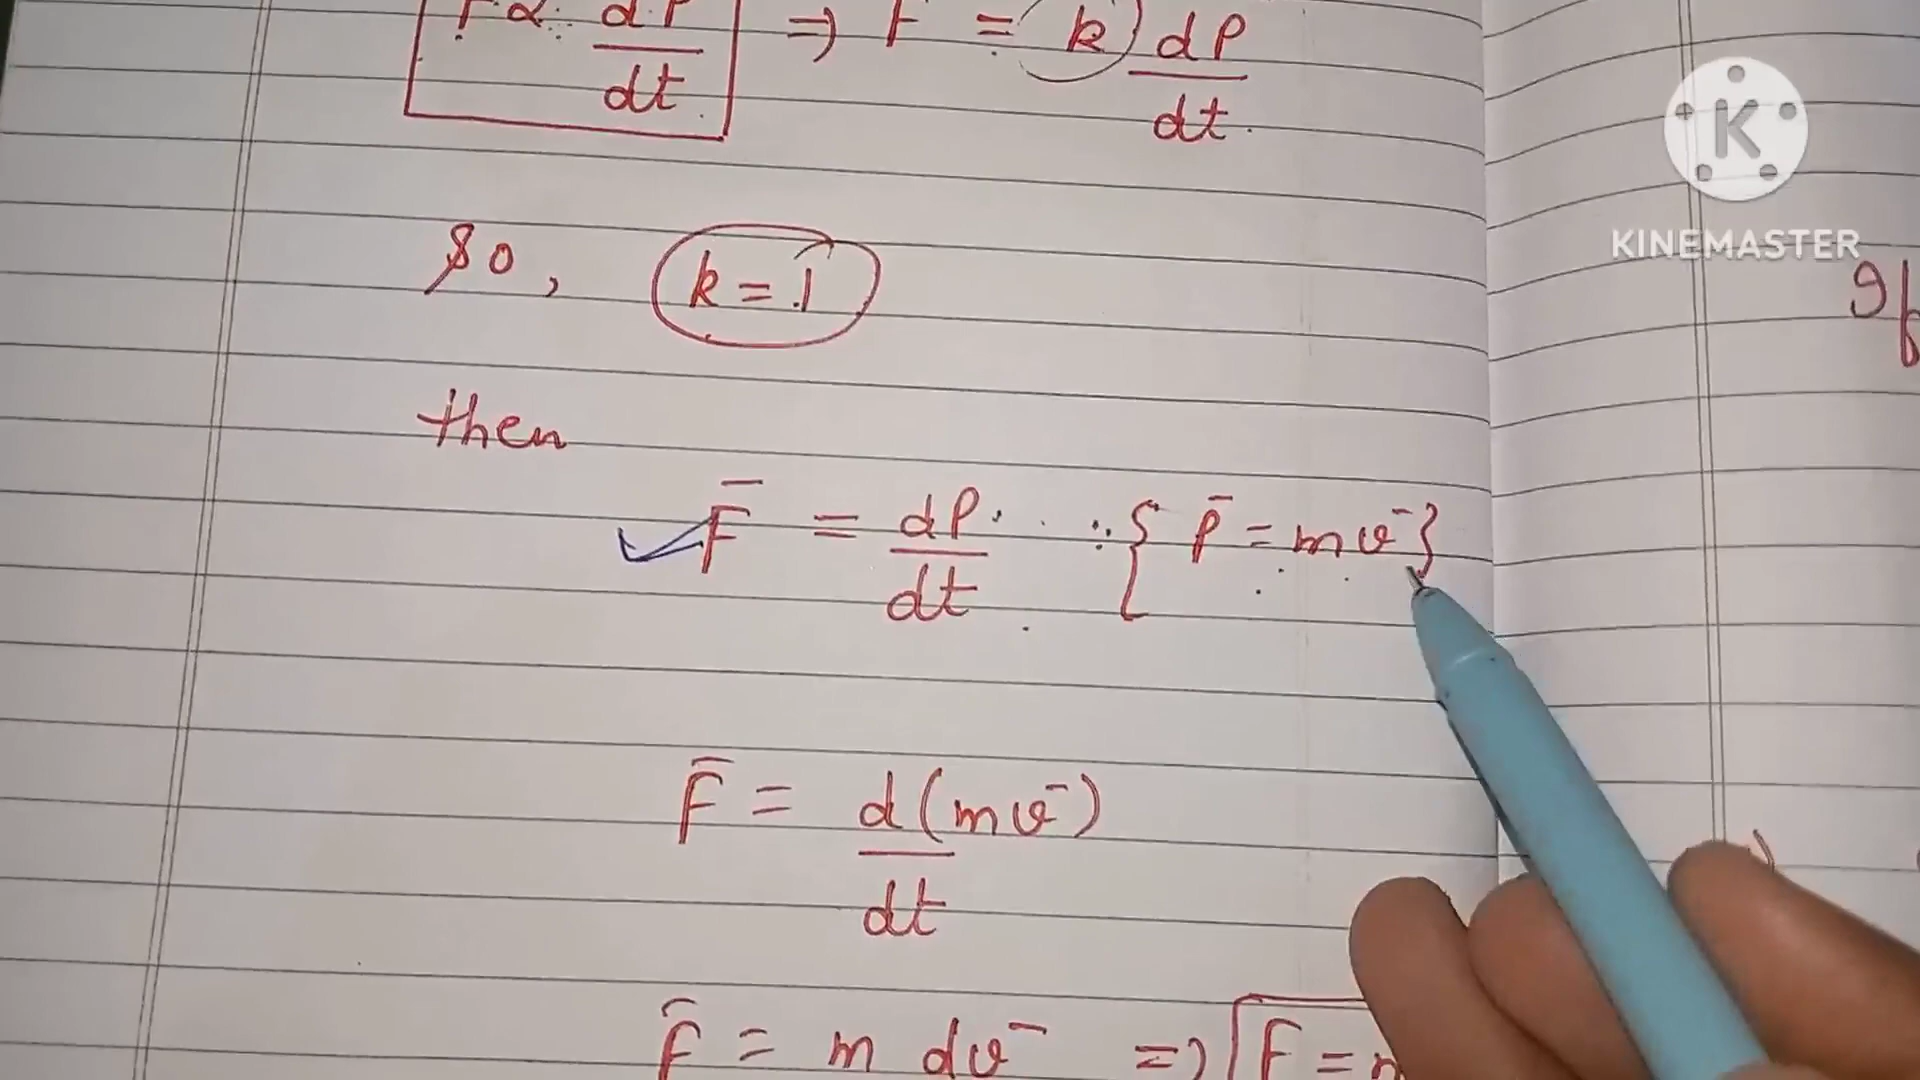 F ∝ dP/dt ⇒ F = k dP/dt
So, k = 1
then
F̄ = dP/dt ∵ { P̄ = mv̄ }
F̄ = d(mv̄)/dt
F̄ = m dv̄ ⇒ F = m
K
KINEMASTER